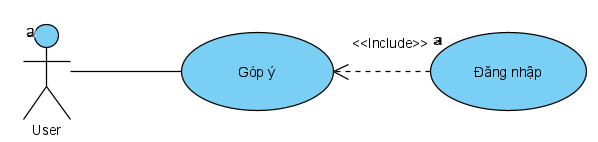 a
<<Include>>
a
Góp ý
Đăng nhập
User